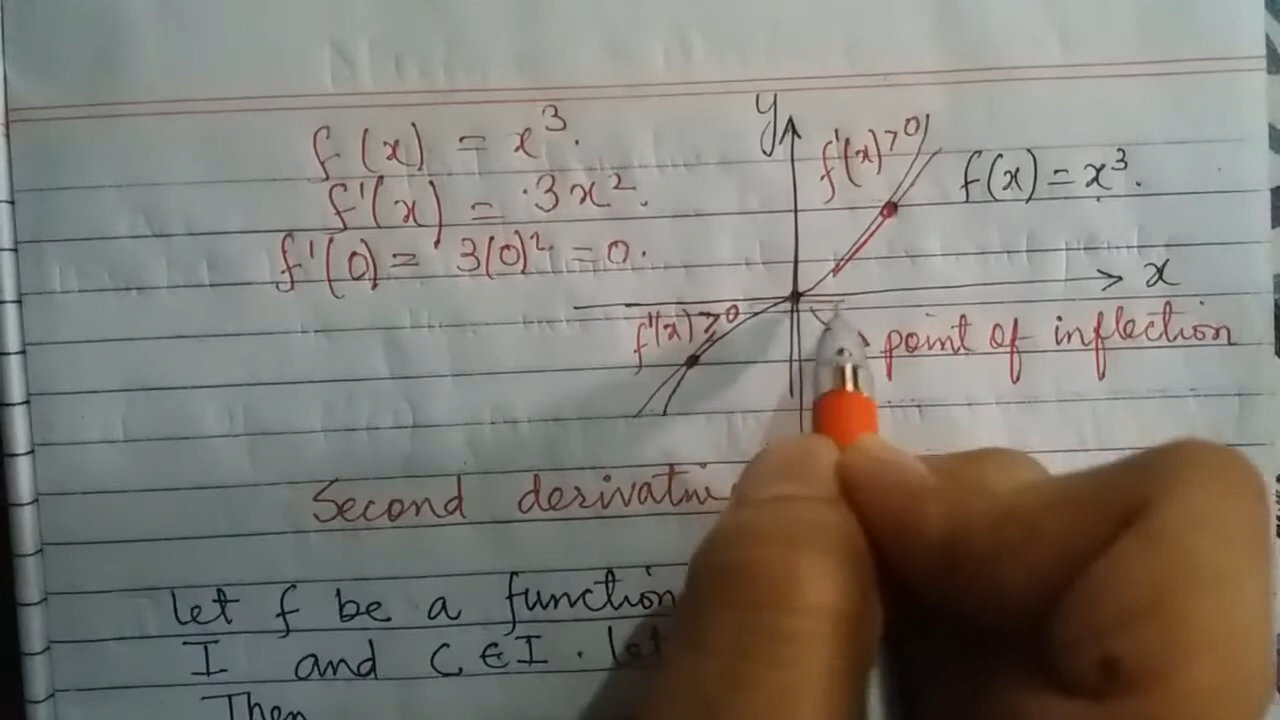 f(x) = x³.
f'(x) = 3x².
f'(0) = 3(0)² = 0.
y
f'(x)>0
f(x) = x³.
x
f'(x)>0
point of inflection
Second
let f be a function
I and C ∈ I. let
Then